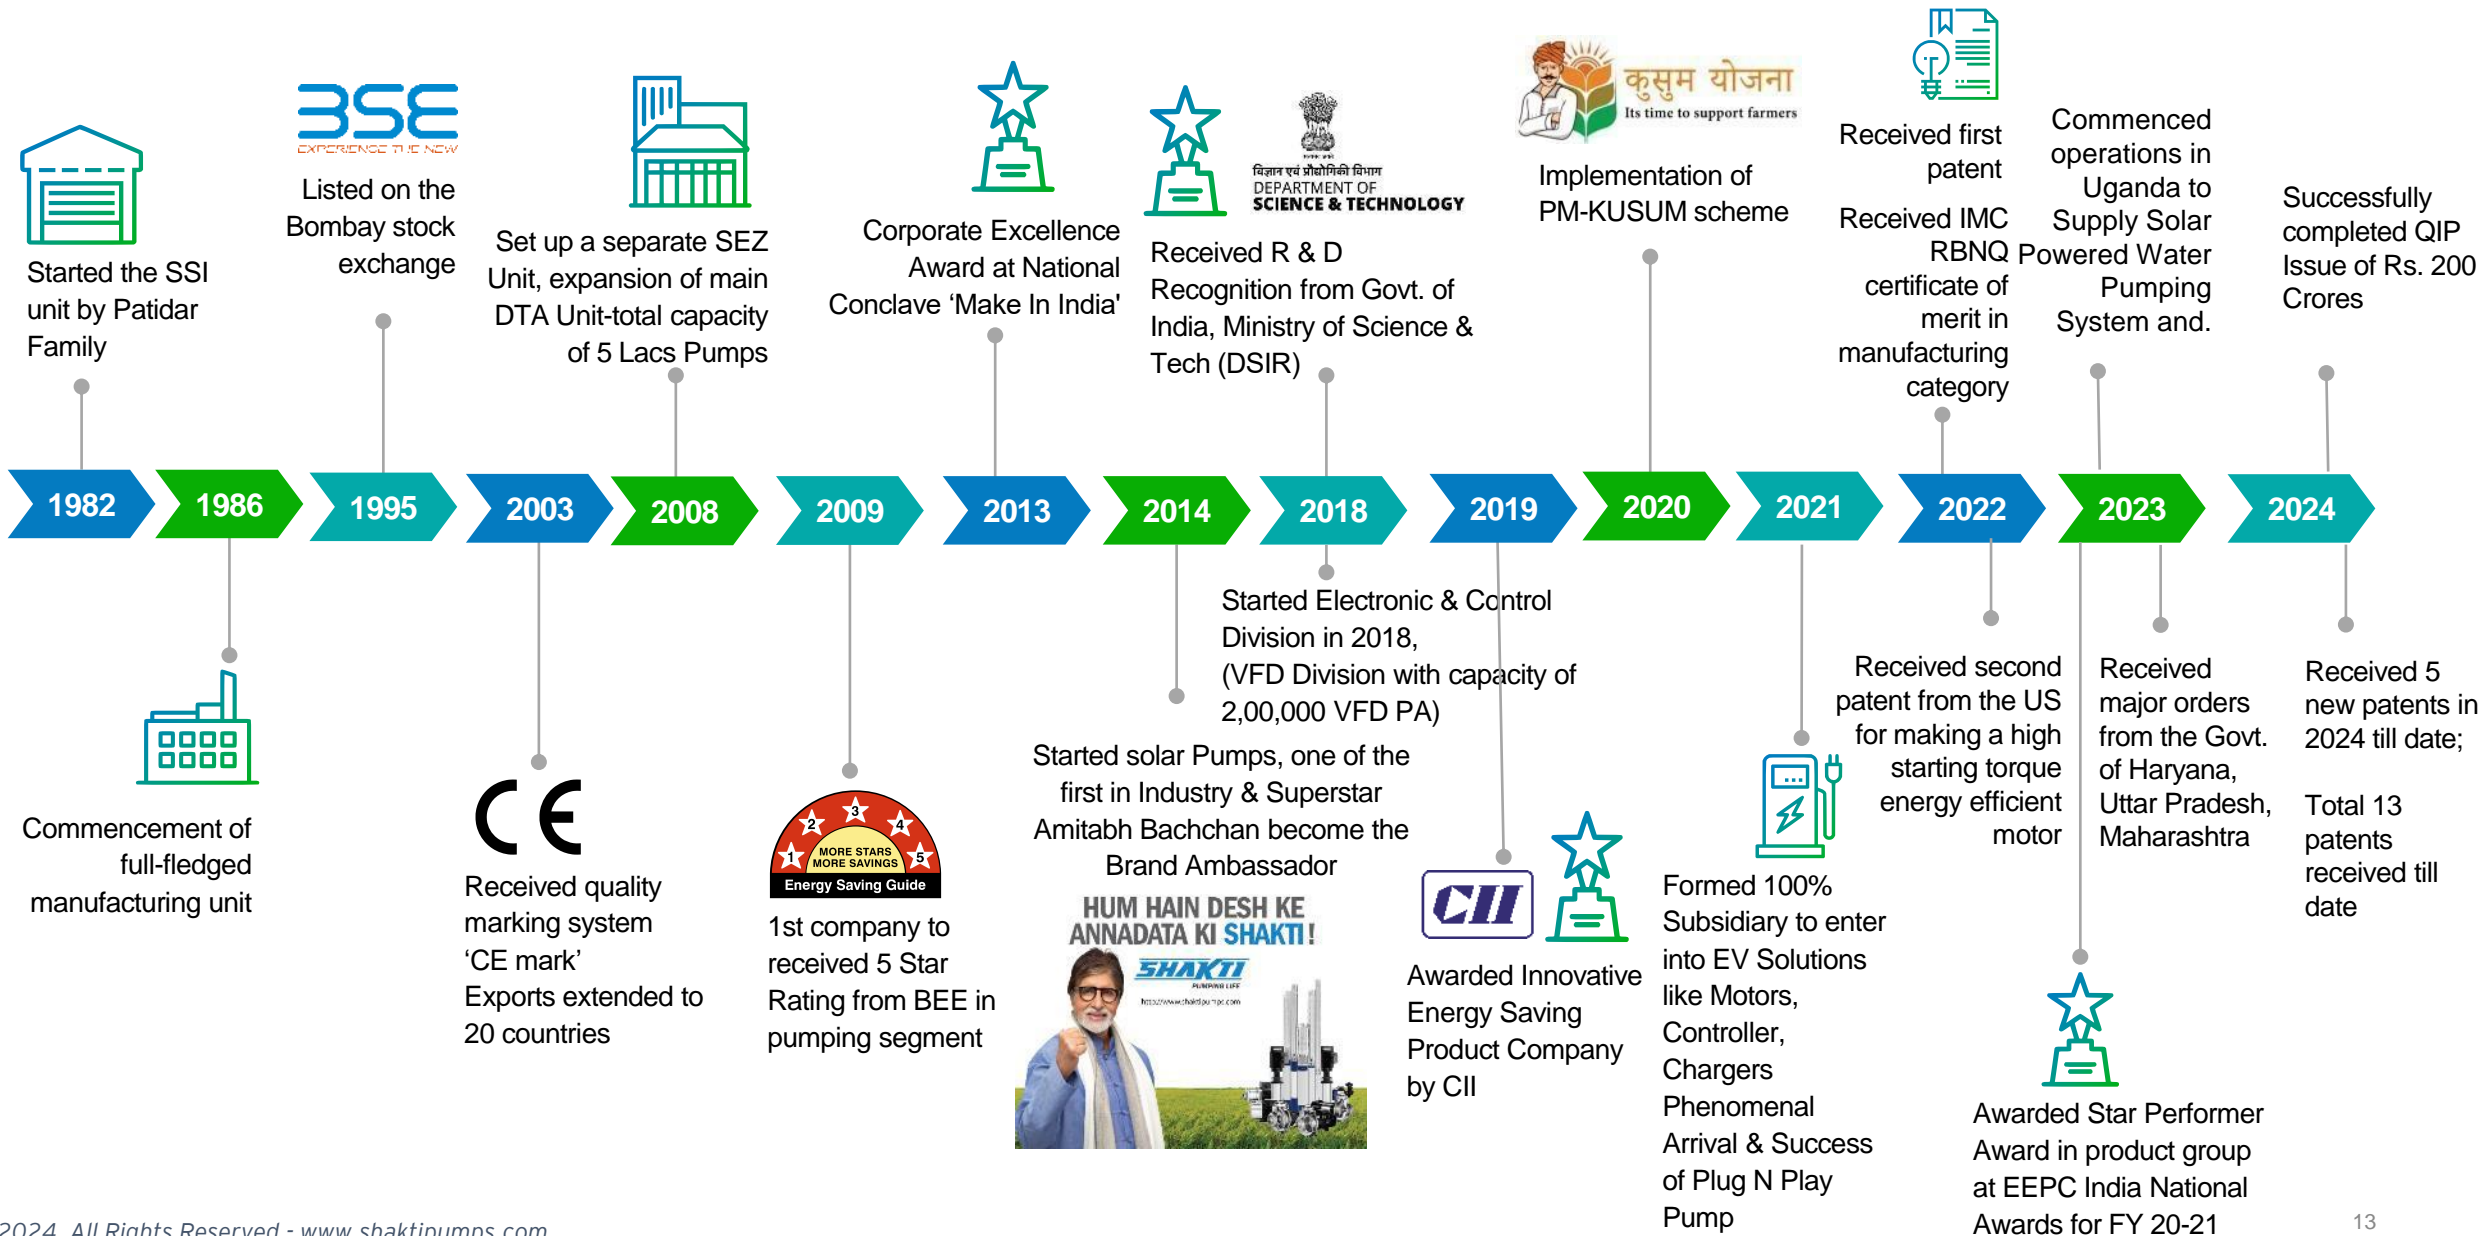 BSE
EXPERIENCE THE NEW
Listed on the
Bombay stock
exchange
Started the SSI
unit by Patidar
Family
Set up a separate SEZ
Unit, expansion of main
DTA Unit-total capacity
of 5 Lacs Pumps
Corporate Excellence
Award at National
Conclave ‘Make In India'
विज्ञान एवं प्रौद्योगिकी विभाग
DEPARTMENT OF
SCIENCE & TECHNOLOGY
Received R & D
Recognition from Govt. of
India, Ministry of Science &
Tech (DSIR)
कुसुम योजना
Its time to support farmers
Implementation of
PM-KUSUM scheme
Received first
patent
Received IMC
RBNQ
certificate of
merit in
manufacturing
category
Commenced
operations in
Uganda to
Supply Solar
Powered Water
Pumping
System and.
Successfully
completed QIP
Issue of Rs. 200
Crores
1982
1986
1995
2003
2008
2009
2013
2014
2018
2019
2020
2021
2022
2023
2024
Commencement of
full-fledged
manufacturing unit
CE
Received quality
marking system
‘CE mark’
Exports extended to
20 countries
1 2 3 4 5
MORE STARS
MORE SAVINGS
Energy Saving Guide
1st company to
received 5 Star
Rating from BEE in
pumping segment
Started solar Pumps, one of the
first in Industry & Superstar
Amitabh Bachchan become the
Brand Ambassador
HUM HAIN DESH KE
ANNADATA KI SHAKTI!
SHAKTI
PUMPING LIFE
http://www.shaktipumps.com
Started Electronic & Control
Division in 2018,
(VFD Division with capacity of
2,00,000 VFD PA)
CII
Awarded Innovative
Energy Saving
Product Company
by CII
Formed 100%
Subsidiary to enter
into EV Solutions
like Motors,
Controller,
Chargers
Phenomenal
Arrival & Success
of Plug N Play
Pump
Received second
patent from the US
for making a high
starting torque
energy efficient
motor
Received
major orders
from the Govt.
of Haryana,
Uttar Pradesh,
Maharashtra
Awarded Star Performer
Award in product group
at EEPC India National
Awards for FY 20-21
Received 5
new patents in
2024 till date;
Total 13
patents
received till
date
2024. All Rights Reserved - www.shaktipumps.com
13